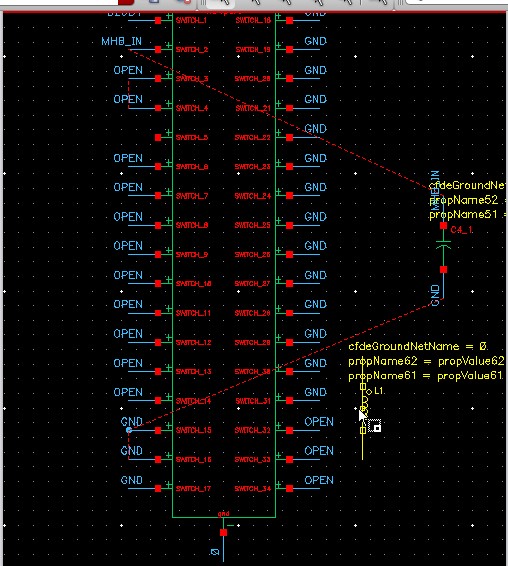 SWITCH_1 SWITCH_18
MHB_IN SWITCH_2 SWITCH_19 GND
OPEN SWITCH_3 SWITCH_20 GND
OPEN SWITCH_4 SWITCH_21 GND
SWITCH_5 SWITCH_22 GND
OPEN SWITCH_6 SWITCH_23 GND
OPEN SWITCH_7 SWITCH_24 GND
OPEN SWITCH_8 SWITCH_25 GND
OPEN SWITCH_9 SWITCH_26 GND
OPEN SWITCH_10 SWITCH_27 GND
OPEN SWITCH_11 SWITCH_28 GND
OPEN SWITCH_12 SWITCH_29 GND
OPEN SWITCH_13 SWITCH_30 GND
OPEN SWITCH_14 SWITCH_31 GND
GND SWITCH_15 SWITCH_32 OPEN
GND SWITCH_16 SWITCH_33 OPEN
GND SWITCH_17 SWITCH_34 OPEN
gnd
0
MHB_IN
cfdeGroundNet
propName52 =
propName51 =
C4_1
GND
cfdeGroundNetName = 0
propName62 = propValue62
propName61 = propValue61
L1